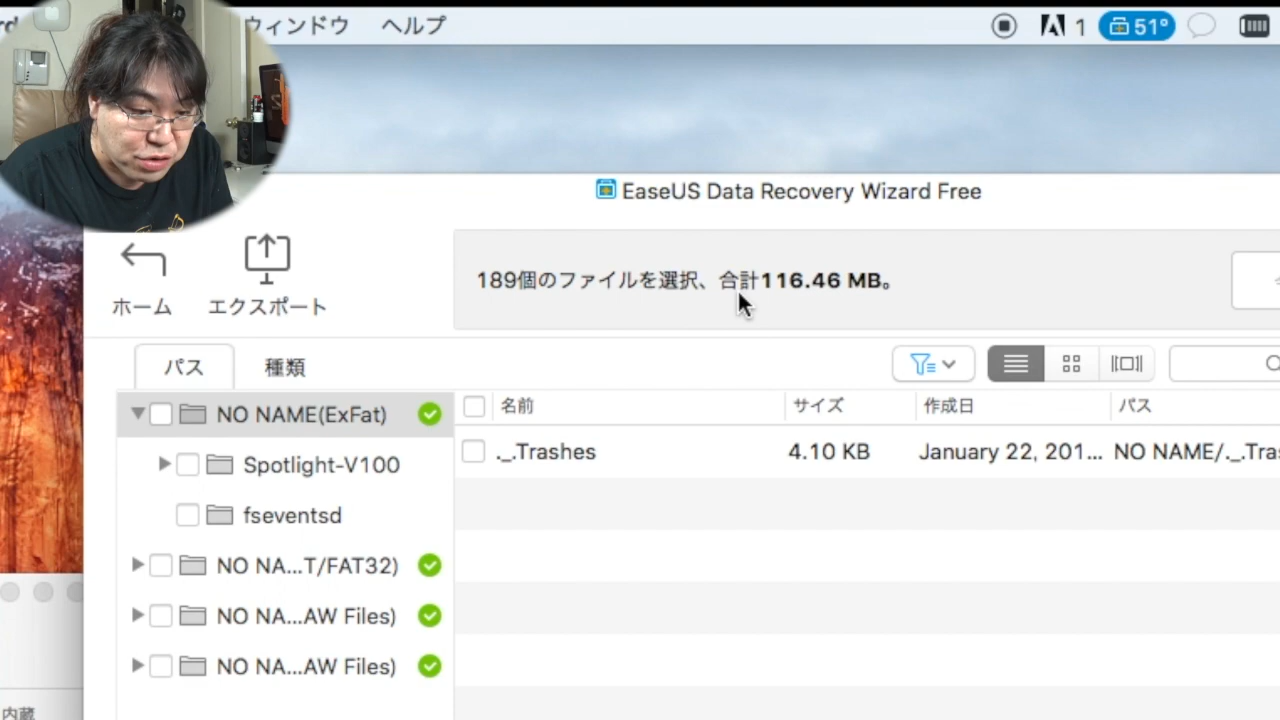 ウィンドウ ヘルプ 1 51°
EaseUS Data Recovery Wizard Free
ホーム エクスポート
189個のファイルを選択、合計116.46 MB。
パス 種類
名前 サイズ 作成日 パス
NO NAME(ExFat)
._.Trashes 4.10 KB January 22, 201... NO NAME/._.Tras
Spotlight-V100
fseventsd
NO NA...T/FAT32)
NO NA...AW Files)
NO NA...AW Files)
内蔵